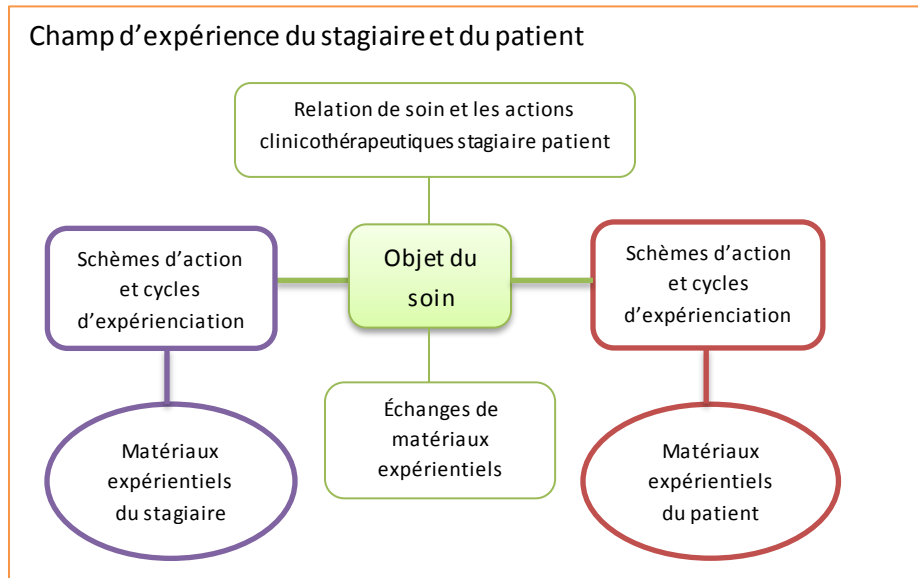 Champ d'expérience du stagiaire et du patient
Relation de soin et les actions
clinicothérapeutiques stagiaire patient
Schèmes d'action
et cycles
d'expérienciation
Objet du
soin
Schèmes d'action
et cycles
d'expérienciation
Matériaux
expérientiels
du stagiaire
Échanges de
matériaux
expérientiels
Matériaux
expérientiels
du patient